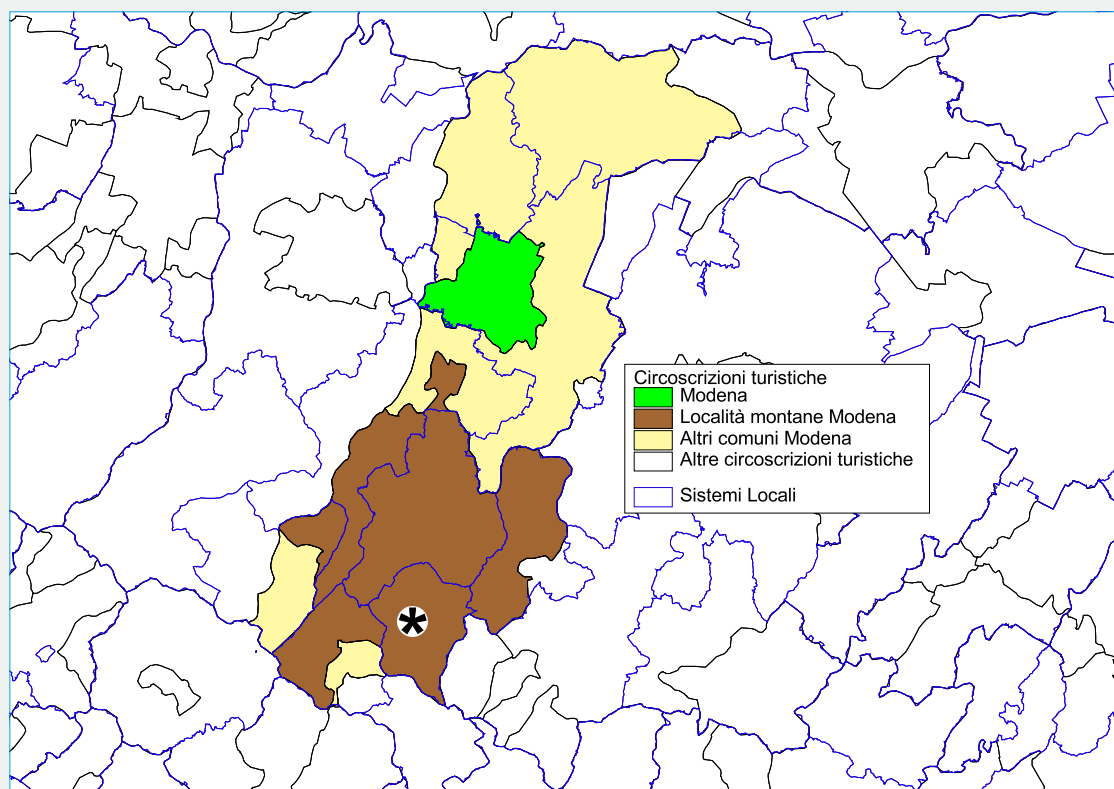 Circoscrizioni turistiche
Modena
Località montane Modena
Altri comuni Modena
Altre circoscrizioni turistiche
Sistemi Locali
*